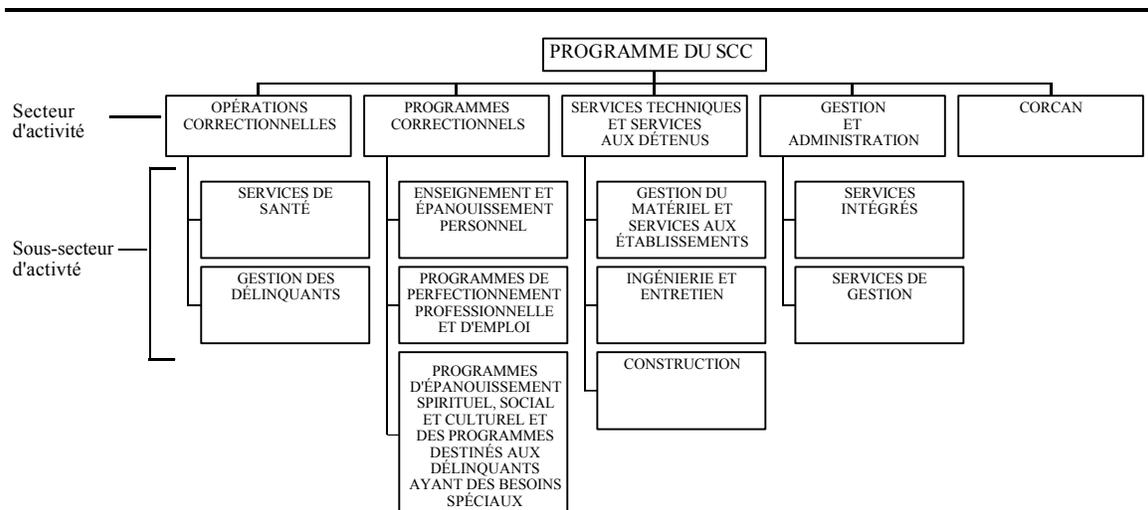 PROGRAMME DU SCC
Secteur
d'activité
OPÉRATIONS
CORRECTIONNELLES
PROGRAMMES
CORRECTIONNELS
SERVICES TECHNIQUES
ET SERVICES
AUX DÉTENUS
GESTION
ET
ADMINISTRATION
CORCAN
Sous-secteur
d'activté
SERVICES DE
SANTÉ
GESTION DES
DÉLINQUANTS
ENSEIGNEMENT ET
ÉPANOUISSEMENT
PERSONNEL
PROGRAMMES DE
PERFECTIONNEMENT
PROFESSIONNELLE
ET D'EMPLOI
PROGRAMMES
D'ÉPANOUISSEMENT
SPIRITUEL, SOCIAL
ET CULTUREL ET
DES PROGRAMMES
DESTINÉS AUX
DÉLINQUANTS
AYANT DES BESOINS
SPÉCIAUX
GESTION DU
MATÉRIEL ET
SERVICES AUX
ÉTABLISSEMENTS
INGÉNIERIE ET
ENTRETIEN
CONSTRUCTION
SERVICES
INTÉGRÉS
SERVICES DE
GESTION